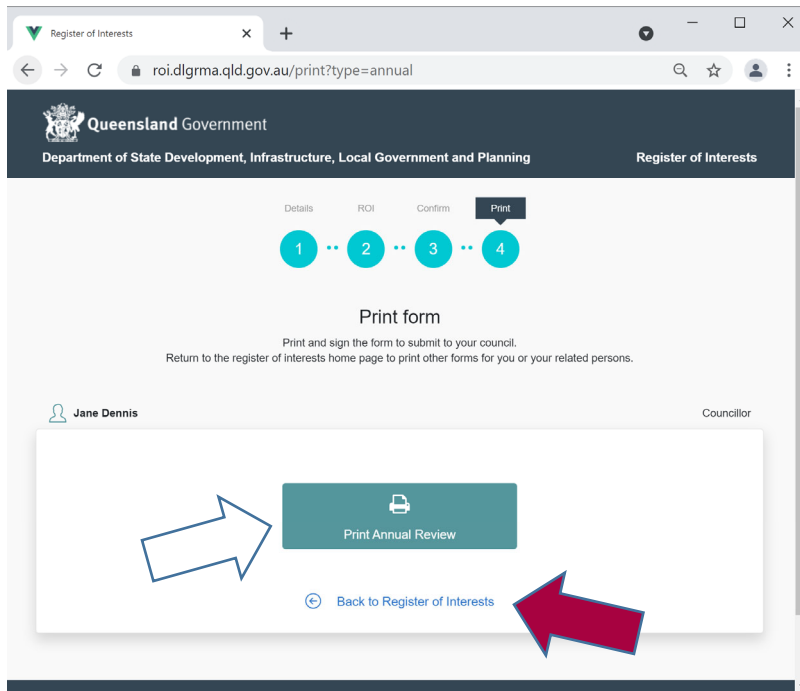 Register of Interests
roi.dlgrma.qld.gov.au/print?type=annual
Queensland Government
Department of State Development, Infrastructure, Local Government and Planning
Register of Interests
Details ROI Confirm Print
1 2 3 4
Print form
Print and sign the form to submit to your council.
Return to the register of interests home page to print other forms for you or your related persons.
Jane Dennis
Councillor
Print Annual Review
Back to Register of Interests